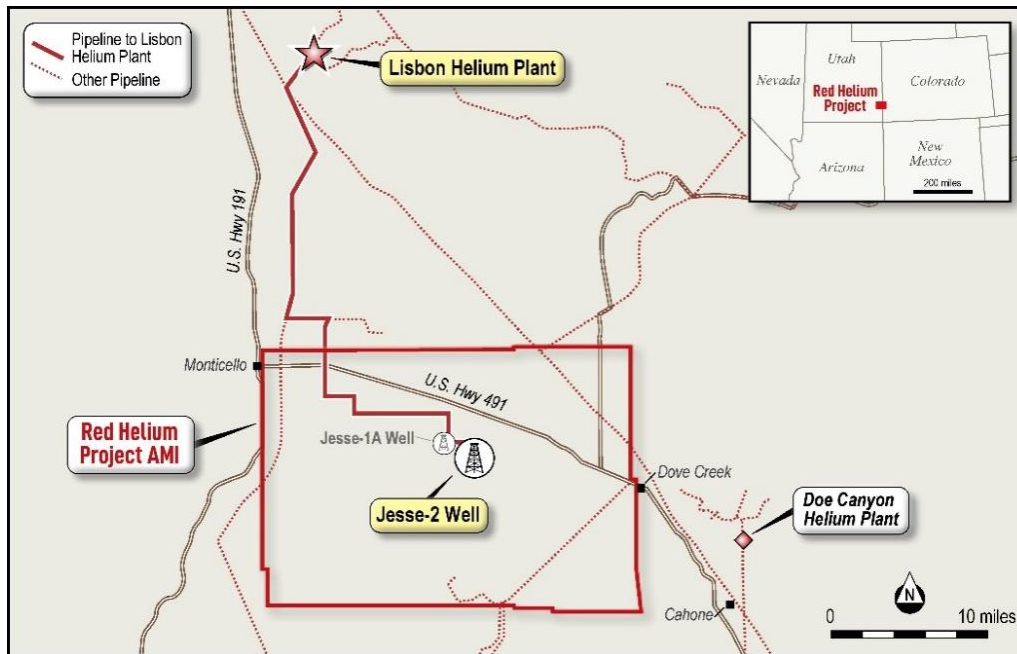 Pipeline to Lisbon
Helium Plant
Other Pipeline
Lisbon Helium Plant
Nevada
Utah
Colorado
Red Helium
Project
Arizona
New
Mexico
200 miles
U.S. Hwy 191
Monticello
U.S. Hwy 491
Red Helium
Project AMI
Jesse-1A Well
Jesse-2 Well
Dove Creek
Doe Canyon
Helium Plant
Cahone
N
0 10 miles